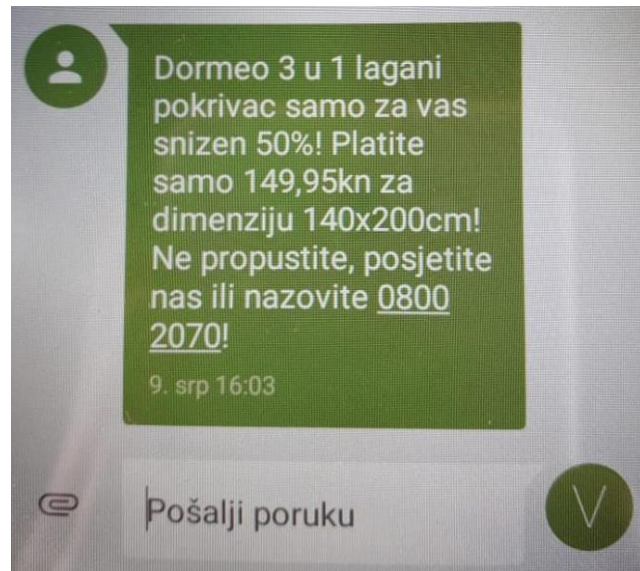 Dormeo 3 u 1 lagani
pokrivac samo za vas
snizen 50%! Platite
samo 149,95kn za
dimenziju 140x200cm!
Ne propustite, posjetite
nas ili nazovite 0800
2070!
9. srp 16:03
Pošalji poruku
V